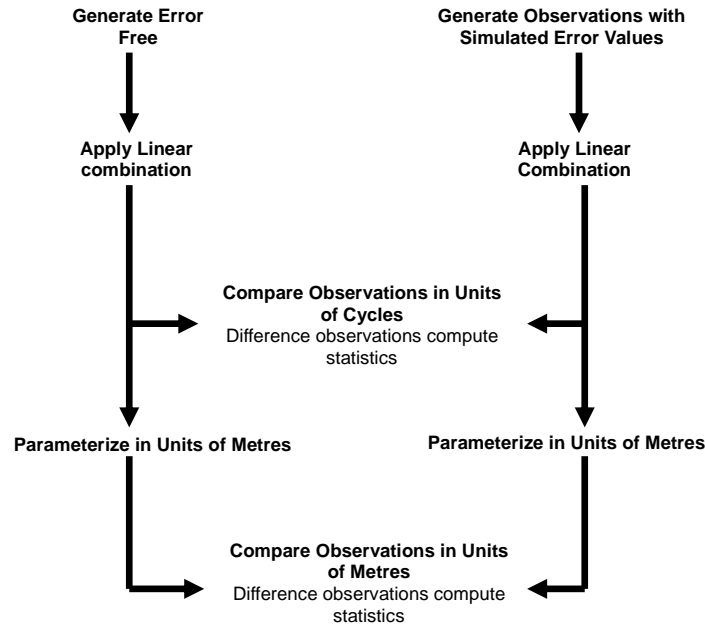 Generate Error
Free
Generate Observations with
Simulated Error Values
Apply Linear
combination
Apply Linear
Combination
Compare Observations in Units
of Cycles
Difference observations compute
statistics
Parameterize in Units of Metres
Parameterize in Units of Metres
Compare Observations in Units
of Metres
Difference observations compute
statistics